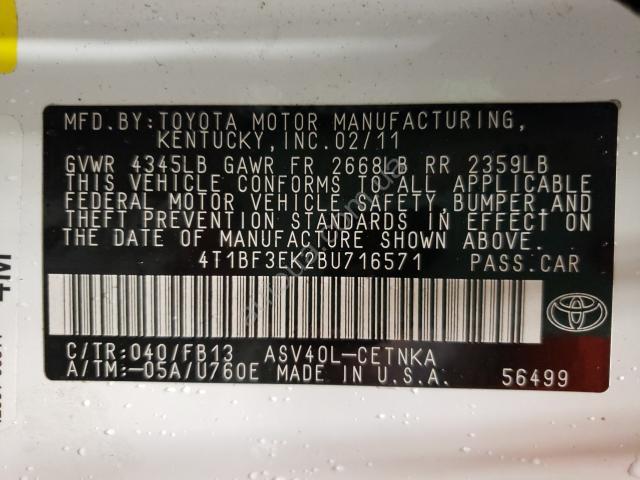 MFD.BY:TOYOTA MOTOR MANUFACTURING,
KENTUCKY,INC.02/11
GVWR 4345LB GAWR FR 2668LB RR 2359LB
THIS VEHICLE CONFORMS TO ALL APPLICABLE
FEDERAL MOTOR VEHICLE SAFETY,BUMPER,AND
THEFT PREVENTION STANDARDS IN EFFECT ON
THE DATE OF MANUFACTURE SHOWN ABOVE.
4T1BF3EK2BU716571 PASS.CAR
C/TR:040/FB13 ASV40L-CETNKA
A/TM:-05A/U760E MADE IN U.S.A. 56499